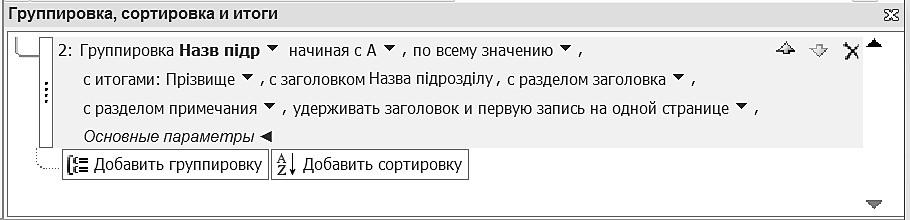 Группировка, сортировка и итоги
2: Группировка Назв підр ▼ начиная с А ▼ , по всему значению ▼ ,
с итогами: Прізвище ▼ , с заголовком Назва підрозділу , с разделом заголовка ▼ ,
с разделом примечания ▼ , удерживать заголовок и первую запись на одной странице ▼ ,
Основные параметры ◄
Добавить группировку АZ↓ Добавить сортировку